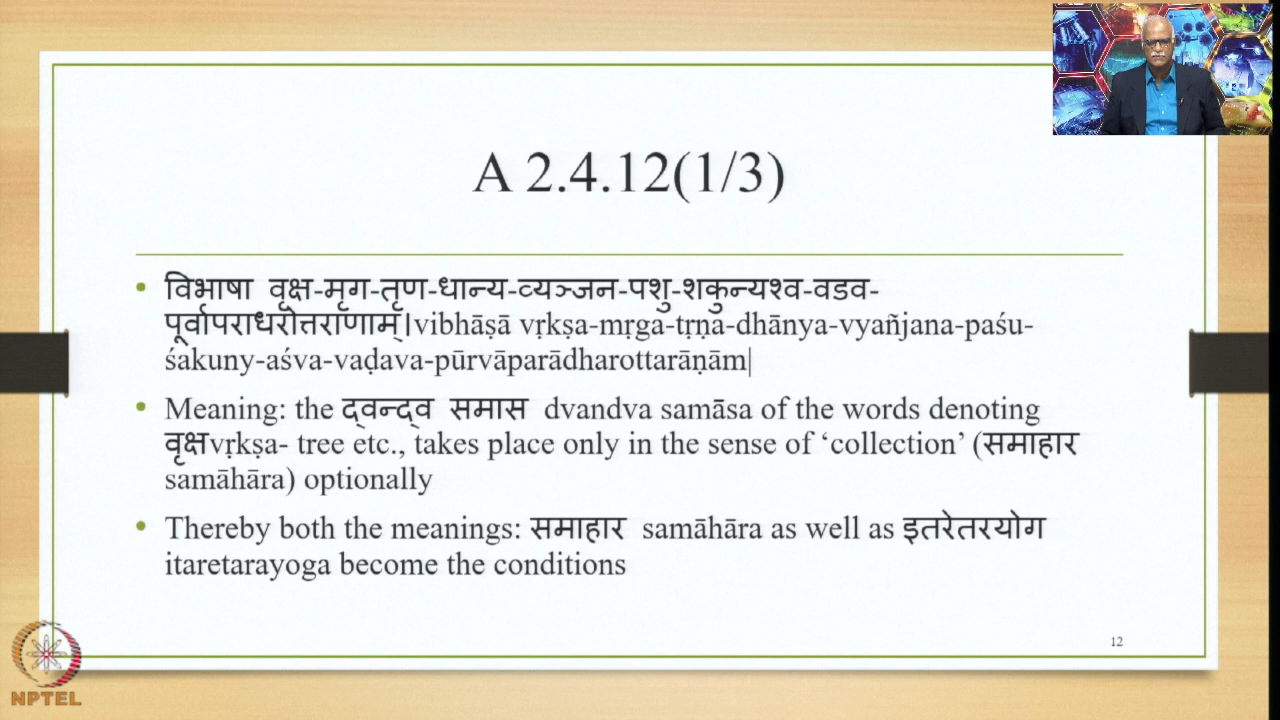 A 2.4.12(1/3)
विभाषा वृक्ष-मृग-तृण-धान्य-व्यञ्जन-पशु-शकुन्यश्व-वडव-
पूर्वापराधरोत्तराणाम्।vibhāṣā vṛkṣa-mṛga-tṛṇa-dhānya-vyañjana-paśu-
śakuny-aśva-vaḍava-pūrvāparādharottarāṇām|
Meaning: the द्वन्द्व समास dvandva samāsa of the words denoting
वृक्षvṛkṣa- tree etc., takes place only in the sense of ‘collection’ (समाहार
samāhāra) optionally
Thereby both the meanings: समाहार samāhāra as well as इतरेतरयोग
itaretarayoga become the conditions
12
NPTEL